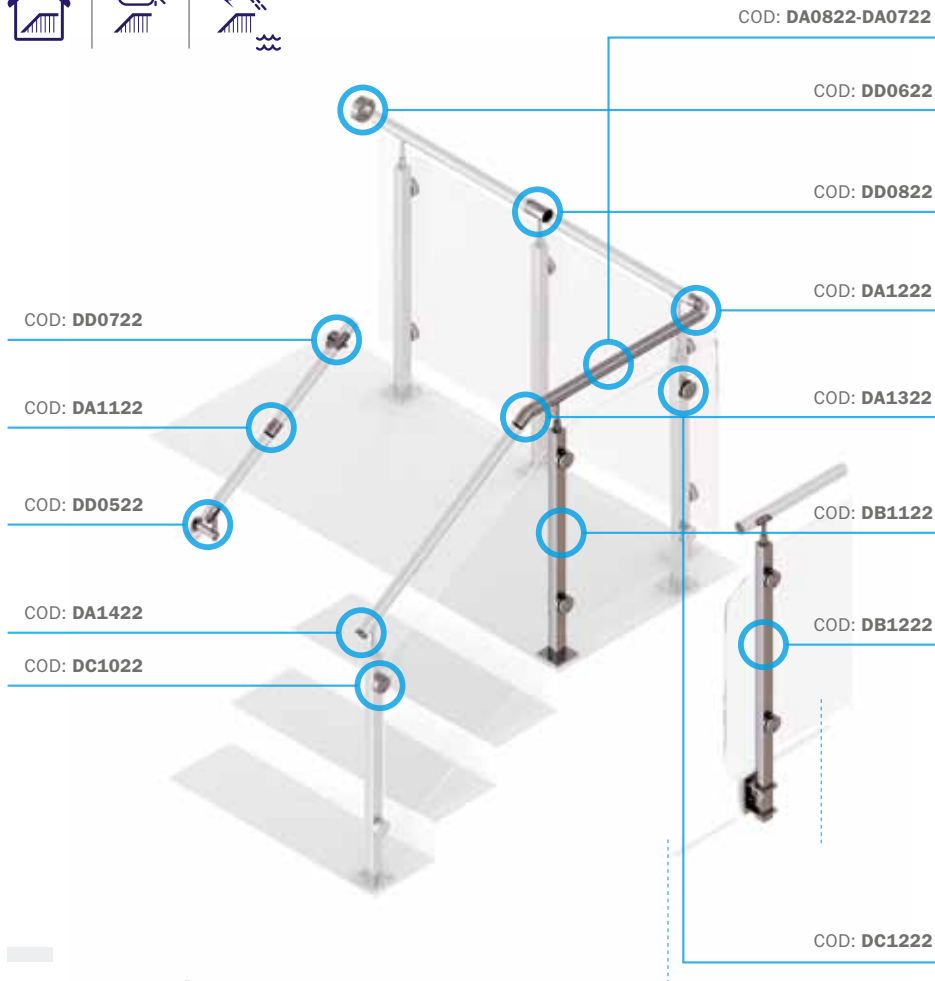 COD: DA0822-DA0722
COD: DD0622
COD: DD0822
COD: DA1222
COD: DD0722
COD: DA1322
COD: DA1122
COD: DD0522
COD: DB1122
COD: DA1422
COD: DB1222
COD: DC1022
COD: DC1222